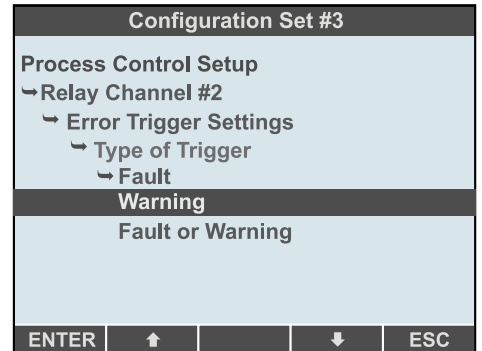 Configuration Set #3
Process Control Setup
Relay Channel #2
Error Trigger Settings
Type of Trigger
Fault
Warning
Fault or Warning
ENTER ESC